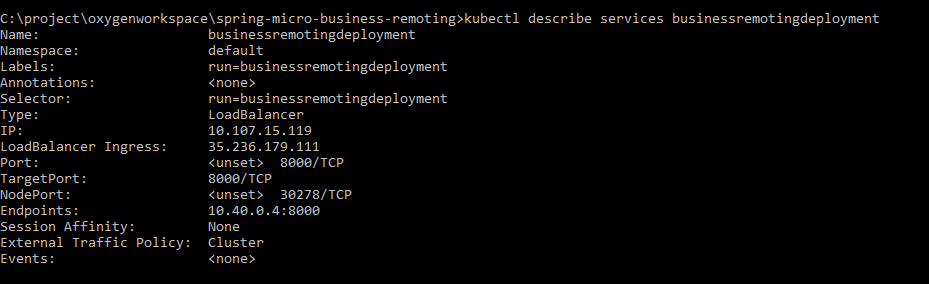 C:\project\oxygenworkspace\spring-micro-business-remoting>kubectl describe services businessremotingdeployment
Name:                     businessremotingdeployment
Namespace:                default
Labels:                   run=businessremotingdeployment
Annotations:              <none>
Selector:                 run=businessremotingdeployment
Type:                     LoadBalancer
IP:                       10.107.15.119
LoadBalancer Ingress:     35.236.179.111
Port:                     <unset>  8000/TCP
TargetPort:               8000/TCP
NodePort:                 <unset>  30278/TCP
Endpoints:                10.40.0.4:8000
Session Affinity:         None
External Traffic Policy:  Cluster
Events:                   <none>